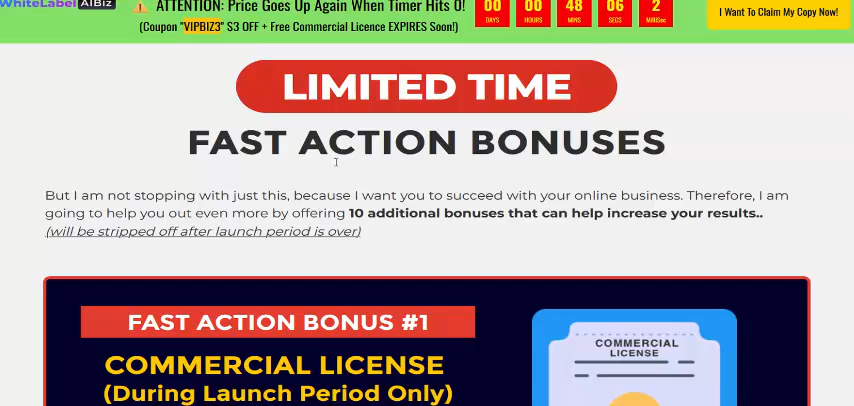 WhiteLabel AIBiz
⚠️ ATTENTION: Price Goes Up Again When Timer Hits 0!
(Coupon "VIPBIZ3" $3 OFF + Free Commercial Licence EXPIRES Soon!)
00 00 48 06 2
DAYS HOURS MINS SECS MilliSec
I Want To Claim My Copy Now!
LIMITED TIME
FAST ACTION BONUSES
But I am not stopping with just this, because I want you to succeed with your online business. Therefore, I am
going to help you out even more by offering 10 additional bonuses that can help increase your results..
(will be stripped off after launch period is over)
FAST ACTION BONUS #1
COMMERCIAL LICENSE
(During Launch Period Only)
COMMERCIAL
LICENSE